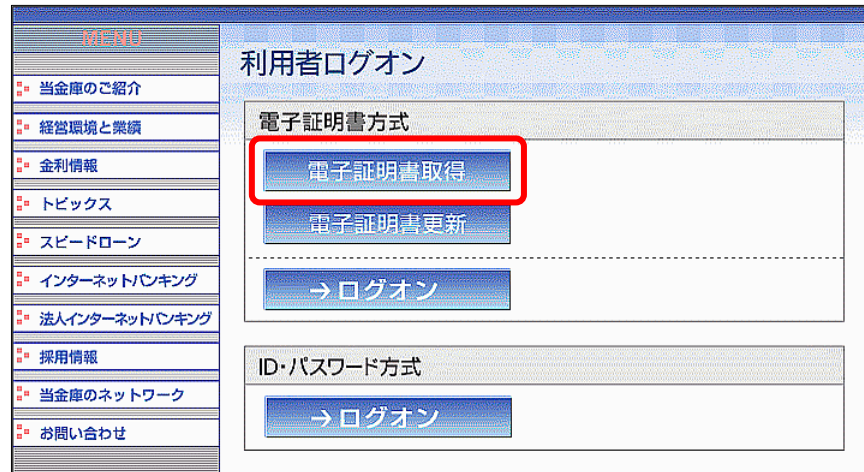 MENU
当金庫のご紹介
経営環境と業績
金利情報
トピックス
スピードローン
インターネットバンキング
法人インターネットバンキング
採用情報
当金庫のネットワーク
お問い合わせ
利用者ログオン
電子証明書方式
電子証明書取得
電子証明書更新
→ログオン
ID・パスワード方式
→ログオン